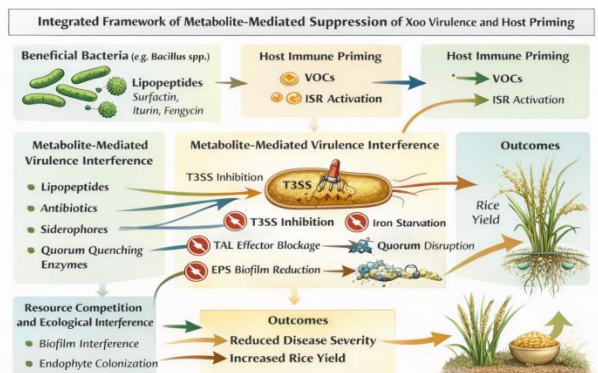 Integrated Framework of Metabolite-Mediated Suppression of Xoo Virulence and Host Priming
Beneficial Bacteria (e.g. Bacillus spp.)
Lipopeptides
Surfactin,
Iturin, Fengycin
Host Immune Priming
VOCs
ISR Activation
Host Immune Priming
VOCs
ISR Activation
Metabolite-Mediated
Virulence Interference
Lipopeptides
Antibiotics
Siderophores
Quorum Quenching
Enzymes
Metabolite-Mediated Virulence Interference
T3SS Inhibition
T3SS
T3SS Inhibition
Iron Starvation
TAL Effector Blockage
Quorum Disruption
EPS Biofilm Reduction
Outcomes
Rice
Yield
Resource Competition
and Ecological Interference
Biofilm Interference
Endophyte Colonization
Outcomes
Reduced Disease Severity
Increased Rice Yield